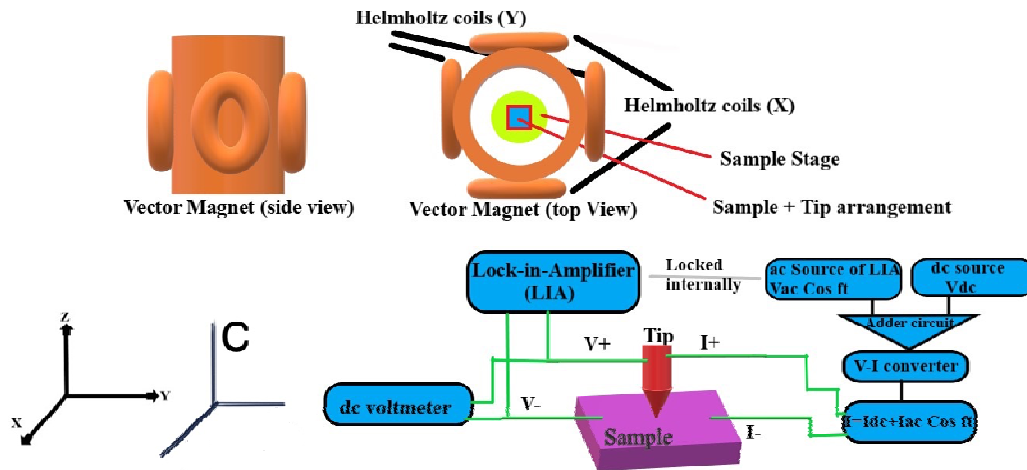 Helmholtz coils (Y)
Helmholtz coils (X)
Sample Stage
Sample + Tip arrangement
Vector Magnet (side view)
Vector Magnet (top View)
Lock-in-Amplifier
(LIA)
Locked
internally
ac Source of LIA
Vac Cos ft
dc source
Vdc
Adder circuit
V-I converter
I=Idc+Iac Cos ft
Tip
V+
I+
dc voltmeter
V-
Sample
I-
Z
Y
X
C